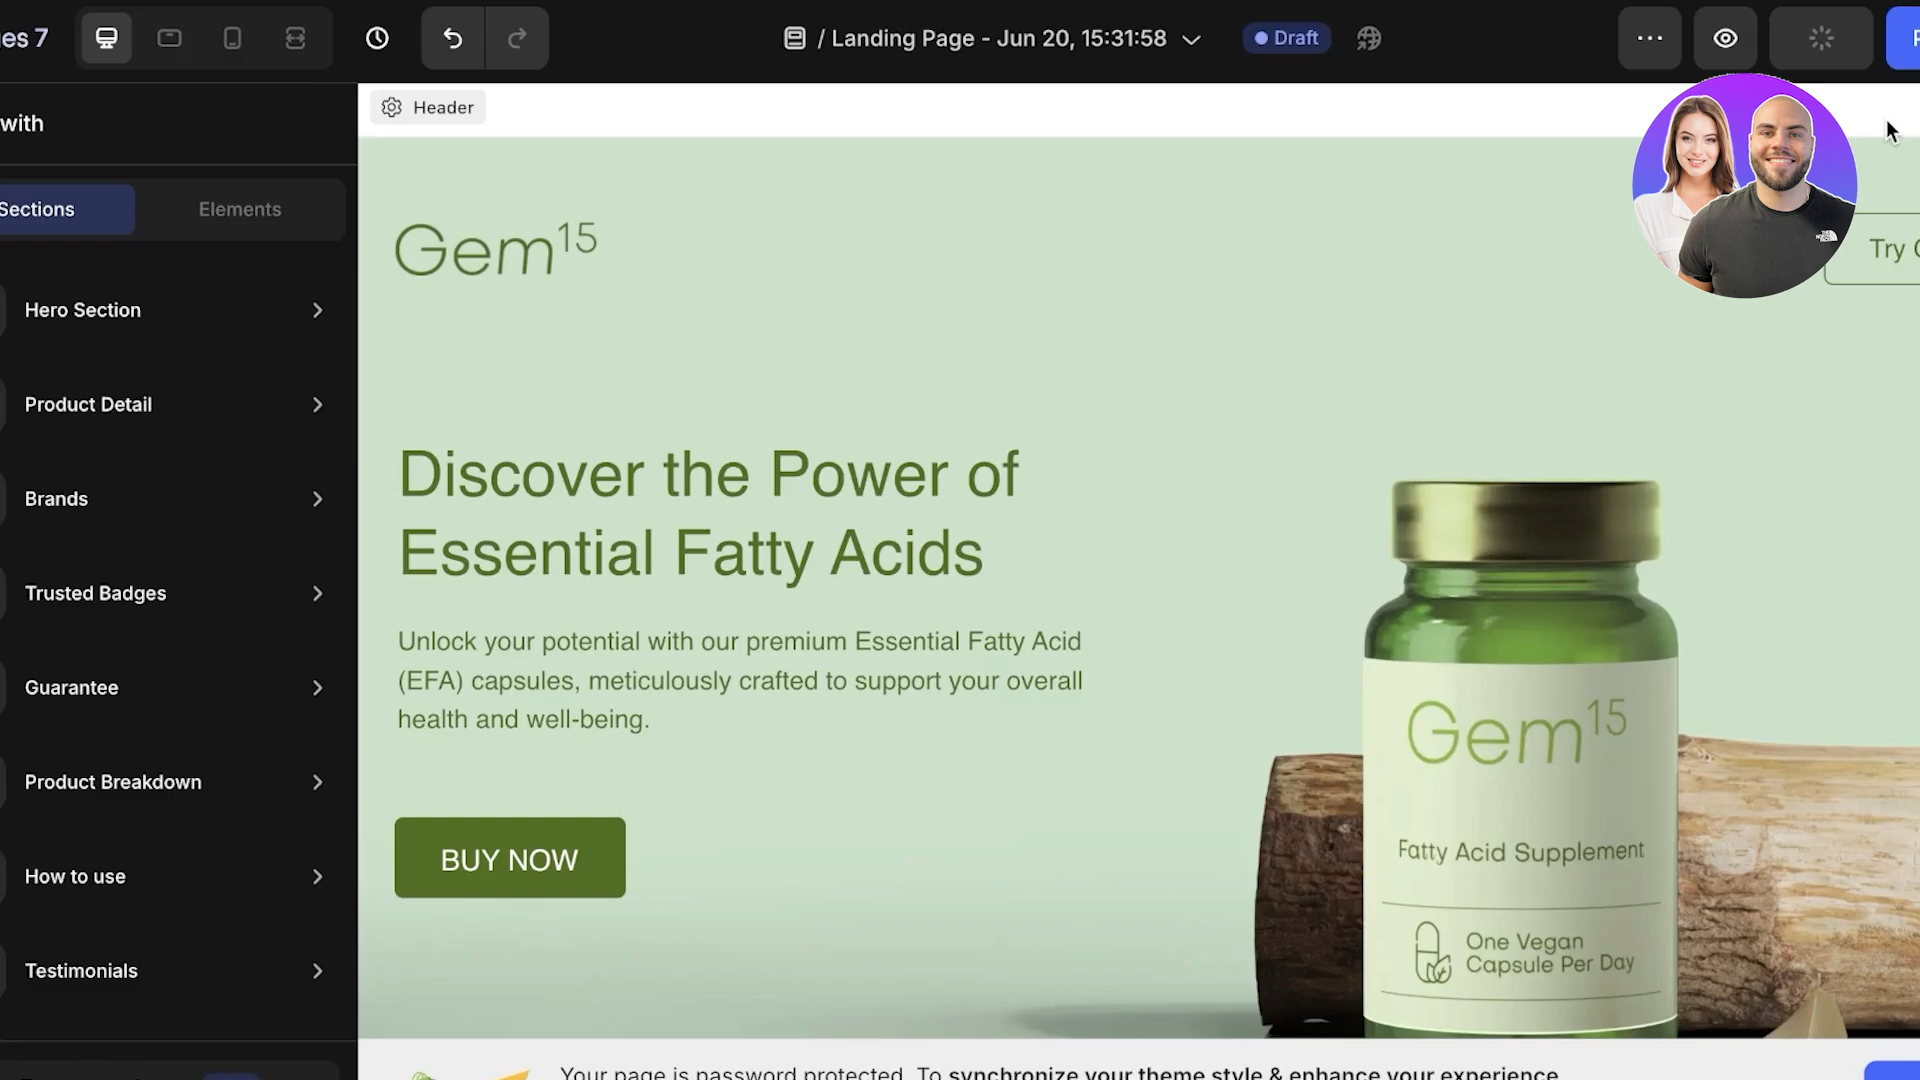 es 7
/ Landing Page - Jun 20, 15:31:58
Draft
with
Header
Sections
Elements
Gem15
Try
Hero Section
Product Detail
Brands
Trusted Badges
Guarantee
Product Breakdown
How to use
Testimonials
Discover the Power of
Essential Fatty Acids
Unlock your potential with our premium Essential Fatty Acid
(EFA) capsules, meticulously crafted to support your overall
health and well-being.
BUY NOW
Gem15
Fatty Acid Supplement
One Vegan
Capsule Per Day
Your page is password protected. To synchronize your theme style & enhance your experience